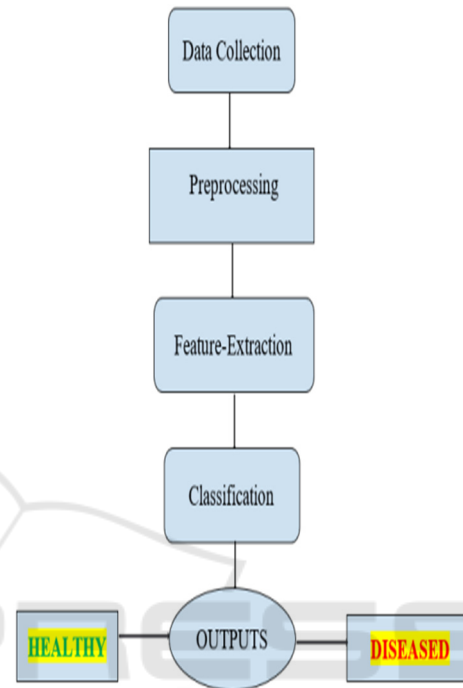 Data Collection
Preprocessing
Feature-Extraction
Classification
HEALTHY
OUTPUTS
DISEASED